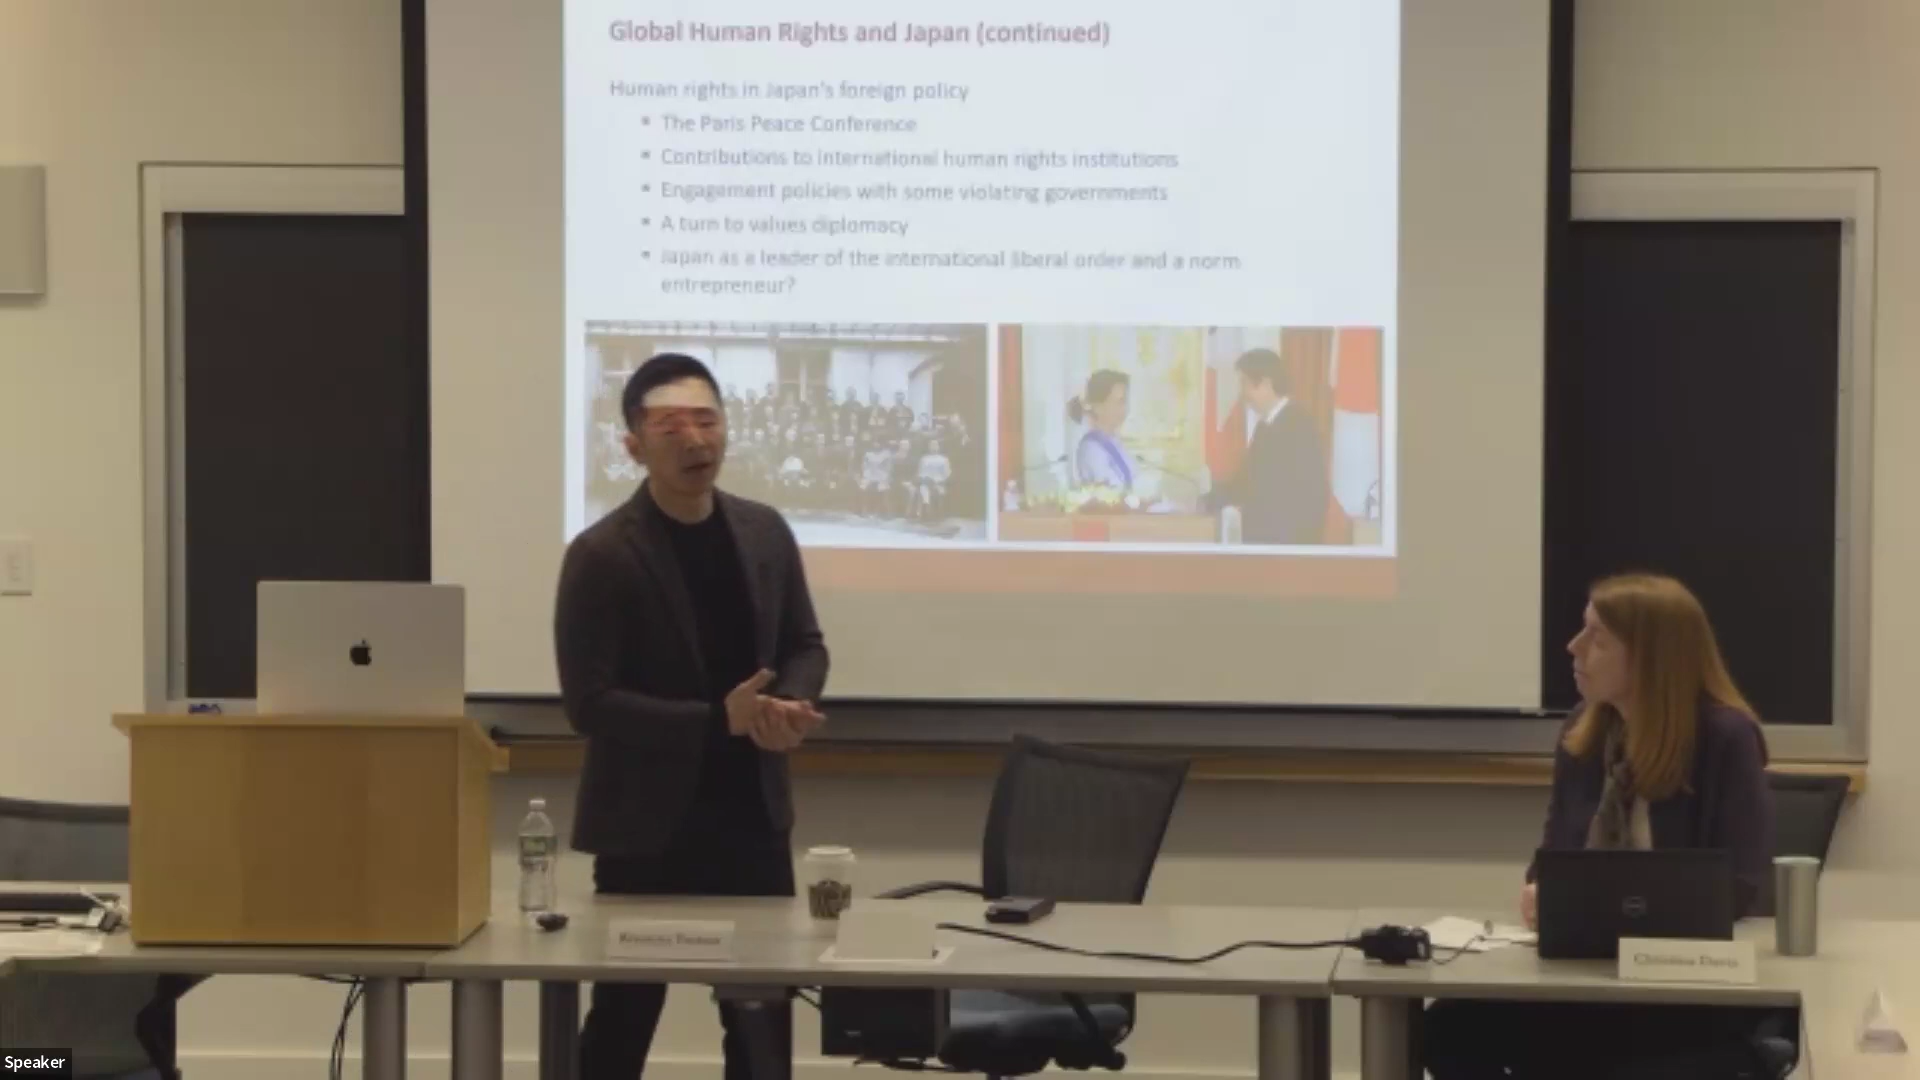 Global Human Rights and Japan (continued)
Human rights in Japan's foreign policy
▪ The Paris Peace Conference
▪ Contributions to international human rights institutions
▪ Engagement policies with some violating governments
▪ A turn to values diplomacy
▪ Japan as a leader of the international liberal order and a norm
entrepreneur?
Christina Davis
Speaker